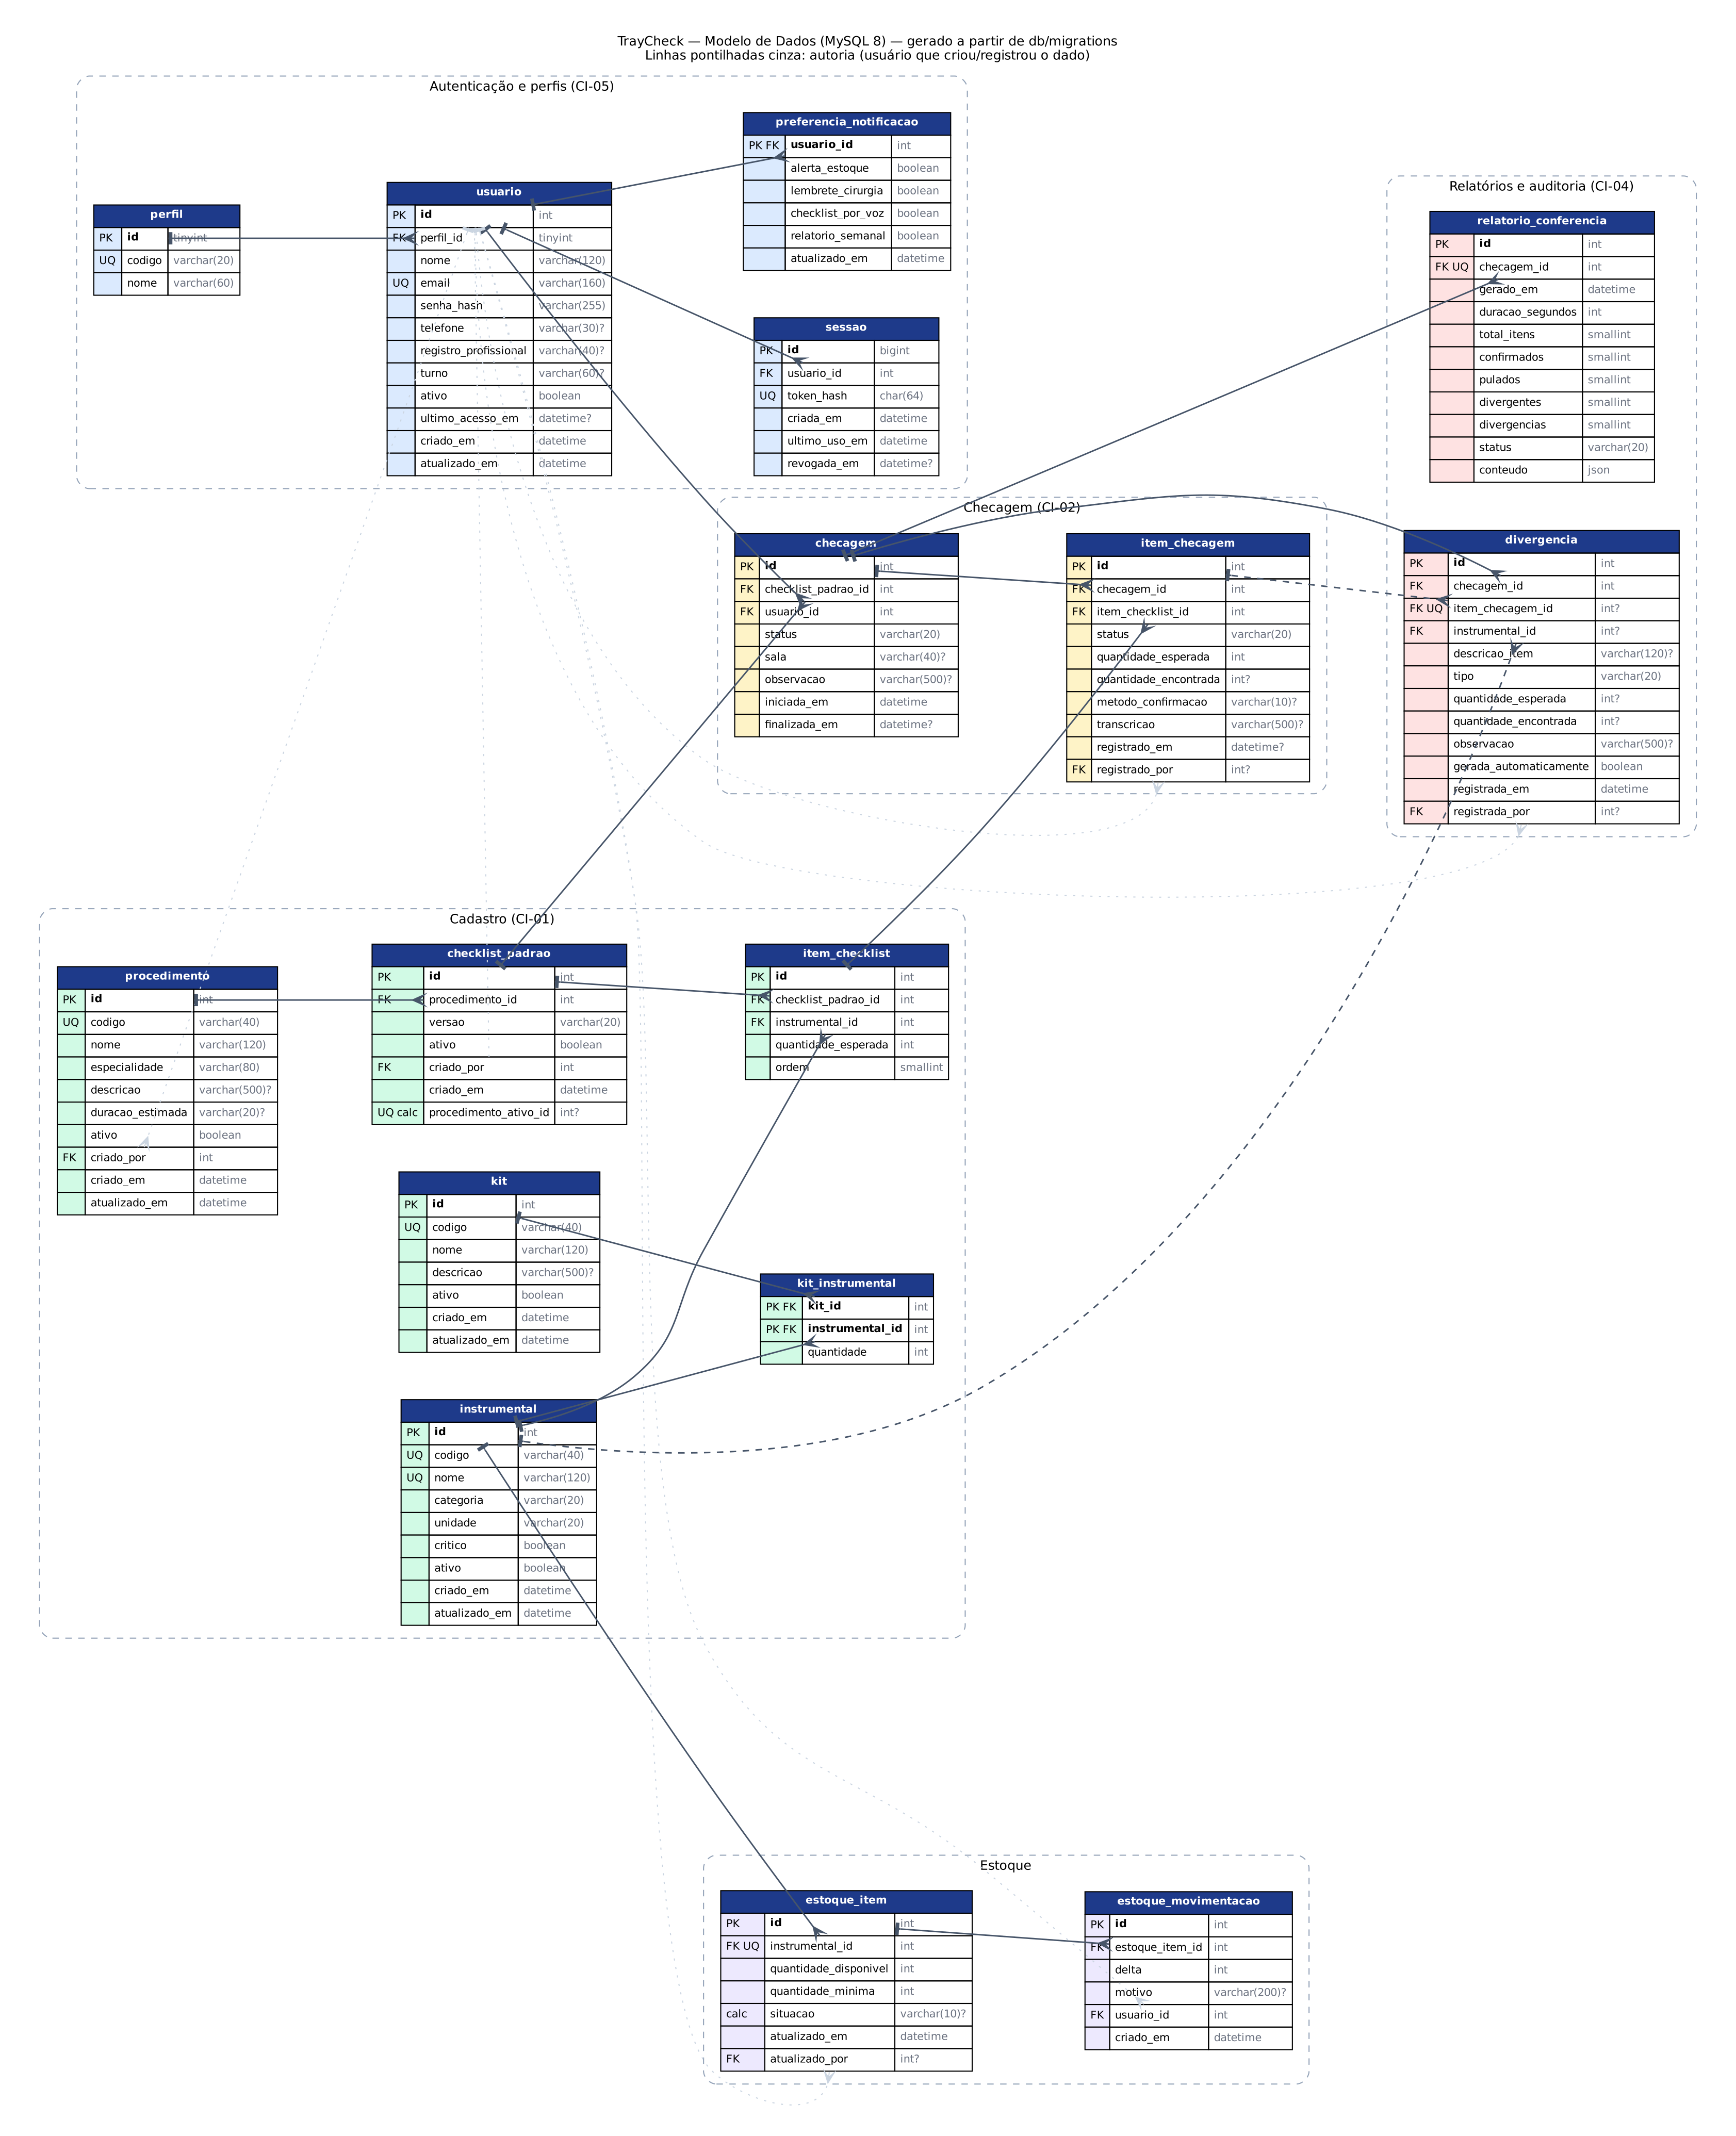 TrayCheck — Modelo de Dados (MySQL 8) — gerado a partir de db/migrations
Linhas pontilhadas cinza: autoria (usuário que criou/registrou o dado)
Autenticação e perfis (CI-05)
perfil
PK id tinyint
UQ codigo varchar(20)
nome varchar(60)
usuario
PK id int
FK perfil_id tinyint
nome varchar(120)
UQ email varchar(160)
senha_hash varchar(255)
telefone varchar(30)?
registro_profissional varchar(40)?
turno varchar(60)?
ativo boolean
ultimo_acesso_em datetime?
criado_em datetime
atualizado_em datetime
preferencia_notificacao
PK FK usuario_id int
alerta_estoque boolean
lembrete_cirurgia boolean
checklist_por_voz boolean
relatorio_semanal boolean
atualizado_em datetime
sessao
PK id bigint
FK usuario_id int
UQ token_hash char(64)
criada_em datetime
ultimo_uso_em datetime
revogada_em datetime?
Relatórios e auditoria (CI-04)
relatorio_conferencia
PK id int
FK UQ checagem_id int
gerado_em datetime
duracao_segundos int
total_itens smallint
confirmados smallint
pulados smallint
divergentes smallint
divergencias smallint
status varchar(20)
conteudo json
divergencia
PK id int
FK checagem_id int
FK UQ item_checagem_id int?
FK instrumental_id int?
descricao_item varchar(120)?
tipo varchar(20)
quantidade_esperada int?
quantidade_encontrada int?
observacao varchar(500)?
gerada_automaticamente boolean
registrada_em datetime
FK registrada_por int?
Checagem (CI-02)
checagem
PK id int
FK checklist_padrao_id int
FK usuario_id int
status varchar(20)
sala varchar(40)?
observacao varchar(500)?
iniciada_em datetime
finalizada_em datetime?
item_checagem
PK id int
FK checagem_id int
FK item_checklist_id int
status varchar(20)
quantidade_esperada int
quantidade_encontrada int?
metodo_confirmacao varchar(10)?
transcricao varchar(500)?
registrado_em datetime?
FK registrado_por int?
Cadastro (CI-01)
procedimento
PK id int
UQ codigo varchar(40)
nome varchar(120)
especialidade varchar(80)
descricao varchar(500)?
duracao_estimada varchar(20)?
ativo boolean
FK criado_por int
criado_em datetime
atualizado_em datetime
checklist_padrao
PK id int
FK procedimento_id int
versao varchar(20)
ativo boolean
FK criado_por int
criado_em datetime
UQ calc procedimento_ativo_id int?
item_checklist
PK id int
FK checklist_padrao_id int
FK instrumental_id int
quantidade_esperada int
ordem smallint
kit
PK id int
UQ codigo varchar(40)
nome varchar(120)
descricao varchar(500)?
ativo boolean
criado_em datetime
atualizado_em datetime
kit_instrumental
PK FK kit_id int
PK FK instrumental_id int
quantidade int
instrumental
PK id int
UQ codigo varchar(40)
UQ nome varchar(120)
categoria varchar(20)
unidade varchar(20)
critico boolean
ativo boolean
criado_em datetime
atualizado_em datetime
Estoque
estoque_item
PK id int
FK UQ instrumental_id int
quantidade_disponivel int
quantidade_minima int
calc situacao varchar(10)?
atualizado_em datetime
FK atualizado_por int?
estoque_movimentacao
PK id int
FK estoque_item_id int
delta int
motivo varchar(200)?
FK usuario_id int
criado_em datetime